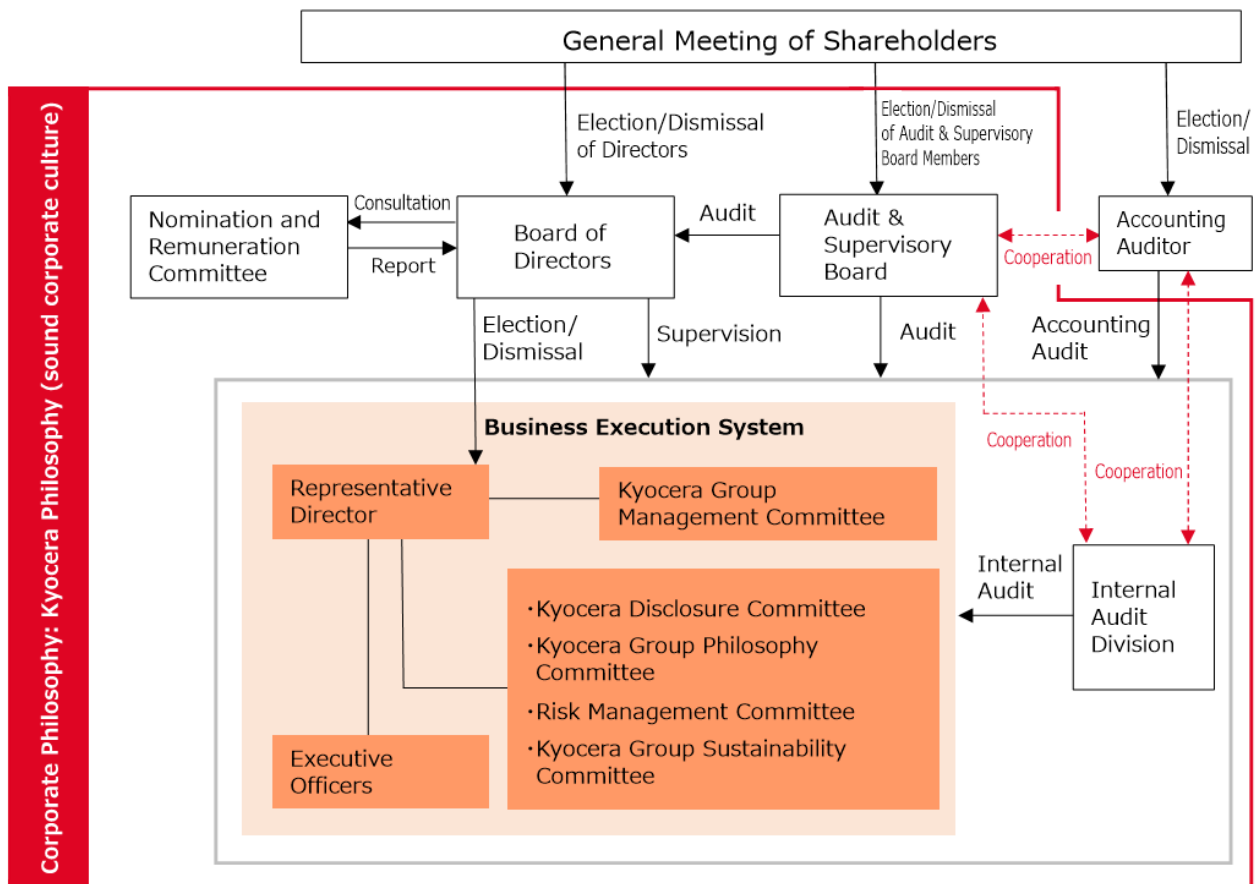 General Meeting of Shareholders
Corporate Philosophy: Kyocera Philosophy (sound corporate culture)
Election/Dismissal
of Directors
Election/Dismissal
of Audit & Supervisory
Board Members
Election/
Dismissal
Nomination and
Remuneration
Committee
Consultation
Report
Board of
Directors
Audit
Audit &
Supervisory
Board
Cooperation
Accounting
Auditor
Election/
Dismissal
Supervision
Audit
Accounting
Audit
Business Execution System
Cooperation
Cooperation
Representative
Director
Kyocera Group
Management Committee
・Kyocera Disclosure Committee
・Kyocera Group Philosophy
Committee
・Risk Management Committee
・Kyocera Group Sustainability
Committee
Executive
Officers
Internal
Audit
Internal
Audit
Division